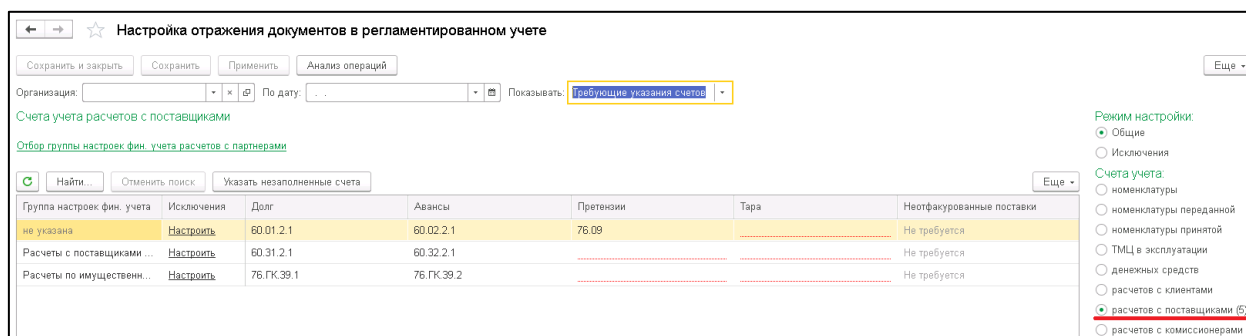 Настройка отражения документов в регламентированном учете
Сохранить и закрыть Сохранить Применить Анализ операций Еще
Организация: По дату: . . Показывать: Требующие указания счетов
Счета учета расчетов с поставщиками
Отбор группы настроек фин. учета расчетов с партнерами
Найти... Отменить поиск Указать незаполненные счета Еще
Группа настроек фин. учета Исключения Долг Авансы Претензии Тара Неотфакурованные поставки
не указана Настроить 60.01.2.1 60.02.2.1 76.09 Не требуется
Расчеты с поставщиками ... Настроить 60.31.2.1 60.32.2.1 Не требуется
Расчеты по имущественн... Настроить 76.ГК.39.1 76.ГК.39.2 Не требуется
Режим настройки:
Общие
Исключения
Счета учета:
номенклатуры
номенклатуры переданной
номенклатуры принятой
ТМЦ в эксплуатации
денежных средств
расчетов с клиентами
расчетов с поставщиками (5)
расчетов с комиссионерами